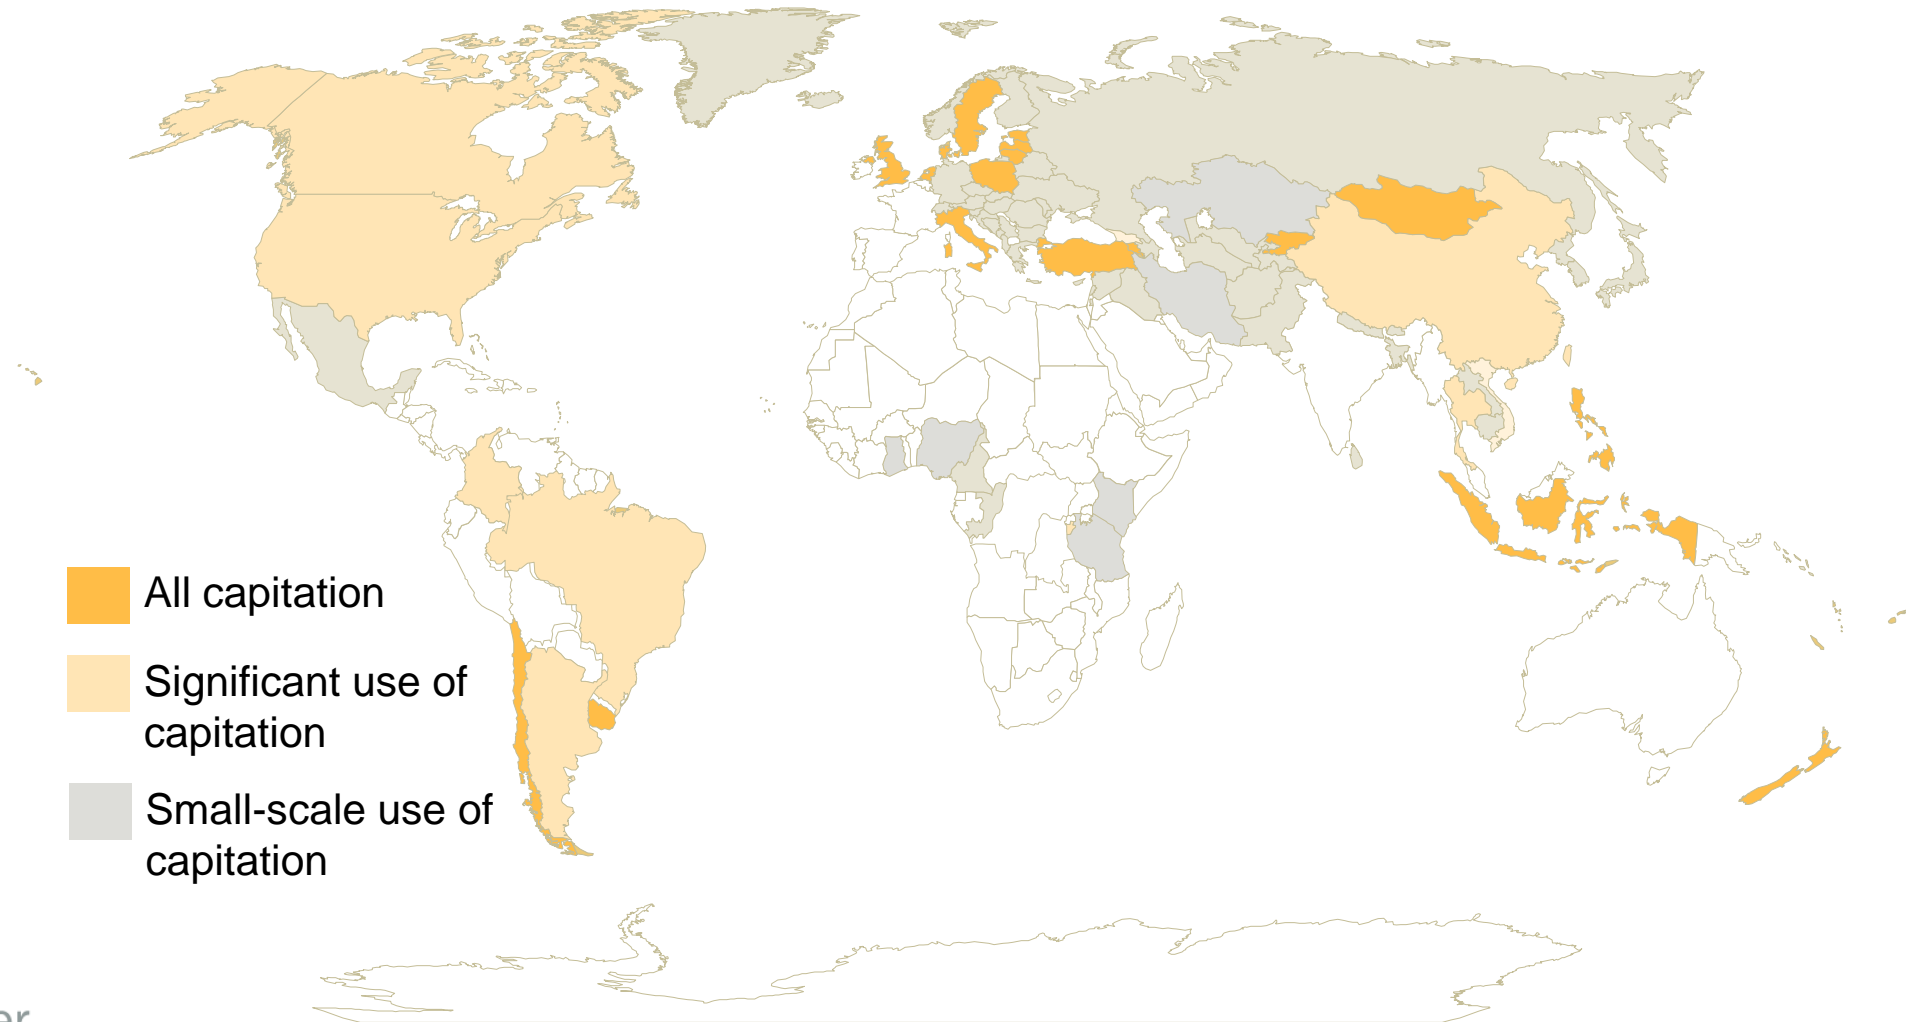 All capitation
Significant use of
capitation
Small-scale use of
capitation